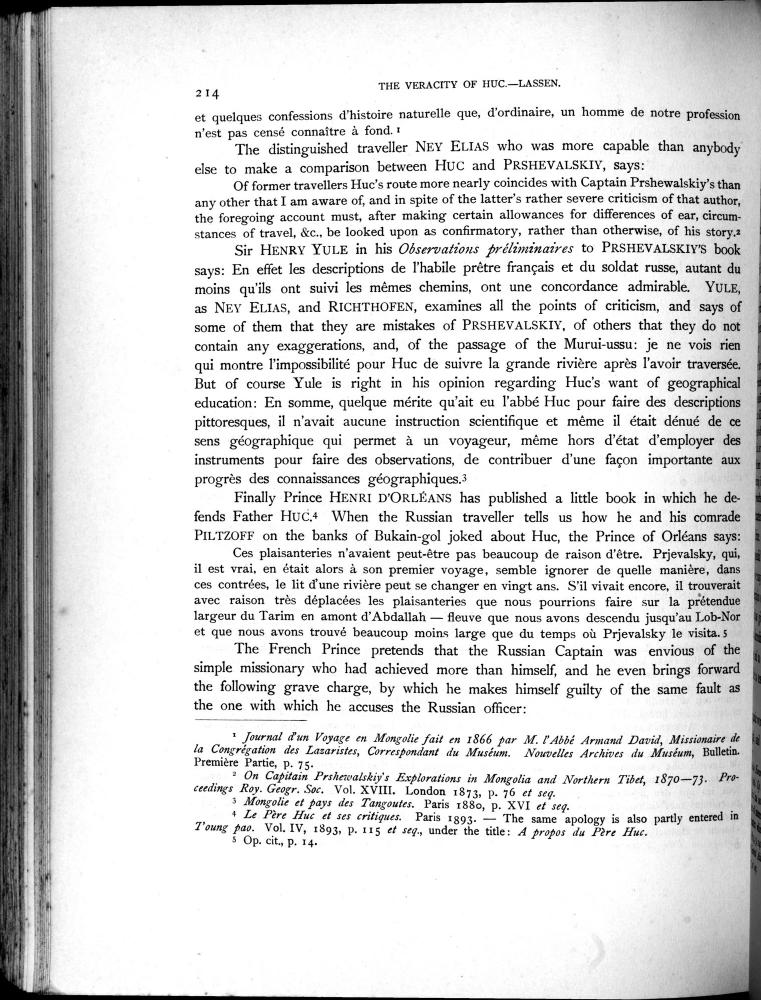 214
THE VERACITY OF HUC.—LASSEN.
et quelques confessions d'histoire naturelle que, d'ordinaire, un homme de notre profession
n'est pas censé connaître à fond. 1
The distinguished traveller NEY ELIAS who was more capable than anybody
else to make a comparison between HUC and PRSHEVALSKIY, says:
Of former travellers Huc's route more nearly coincides with Captain Prshewalskiy's than
any other that I am aware of, and in spite of the latter's rather severe criticism of that author,
the foregoing account must, after making certain allowances for differences of ear, circum-
stances of travel, &c., be looked upon as confirmatory, rather than otherwise, of his story.2
Sir HENRY YULE in his Observations préliminaires to PRSHEVALSKIY'S book
says: En effet les descriptions de l'habile prêtre français et du soldat russe, autant du
moins qu'ils ont suivi les mêmes chemins, ont une concordance admirable. YULE,
as NEY ELIAS, and RICHTHOFEN, examines all the points of criticism, and says of
some of them that they are mistakes of PRSHEVALSKIY, of others that they do not
contain any exaggerations, and, of the passage of the Murui-ussu: je ne vois rien
qui montre l'impossibilité pour Huc de suivre la grande rivière après l'avoir traversée.
But of course Yule is right in his opinion regarding Huc's want of geographical
education: En somme, quelque mérite qu'ait eu l'abbé Huc pour faire des descriptions
pittoresques, il n'avait aucune instruction scientifique et même il était dénué de ce
sens géographique qui permet à un voyageur, même hors d'état d'employer des
instruments pour faire des observations, de contribuer d'une façon importante aux
progrès des connaissances géographiques.3
Finally Prince HENRI D'ORLÉANS has published a little book in which he de-
fends Father HUC.4 When the Russian traveller tells us how he and his comrade
PILTZOFF on the banks of Bukain-gol joked about Huc, the Prince of Orléans says:
Ces plaisanteries n'avaient peut-être pas beaucoup de raison d'être. Prjevalsky, qui,
il est vrai, en était alors à son premier voyage, semble ignorer de quelle manière, dans
ces contrées, le lit d'une rivière peut se changer en vingt ans. S'il vivait encore, il trouverait
avec raison très déplacées les plaisanteries que nous pourrions faire sur la prétendue
largeur du Tarim en amont d'Abdallah — fleuve que nous avons descendu jusqu'au Lob-Nor
et que nous avons trouvé beaucoup moins large que du temps où Prjevalsky le visita. 5
The French Prince pretends that the Russian Captain was envious of the
simple missionary who had achieved more than himself, and he even brings forward
the following grave charge, by which he makes himself guilty of the same fault as
the one with which he accuses the Russian officer:
1 Journal d'un Voyage en Mongolie fait en 1866 par M. l'Abbé Armand David, Missionaire de
la Congrégation des Lazaristes, Correspondant du Muséum. Nouvelles Archives du Muséum, Bulletin.
Première Partie, p. 75.
2 On Capitain Prshewalskiy's Explorations in Mongolia and Northern Tibet, 1870—73. Pro-
ceedings Roy. Geogr. Soc. Vol. XVIII. London 1873, p. 76 et seq.
3 Mongolie et pays des Tangoutes. Paris 1880, p. XVI et seq.
4 Le Père Huc et ses critiques. Paris 1893. — The same apology is also partly entered in
T'oung pao. Vol. IV, 1893, p. 115 et seq., under the title: A propos du Père Huc.
5 Op. cit., p. 14.